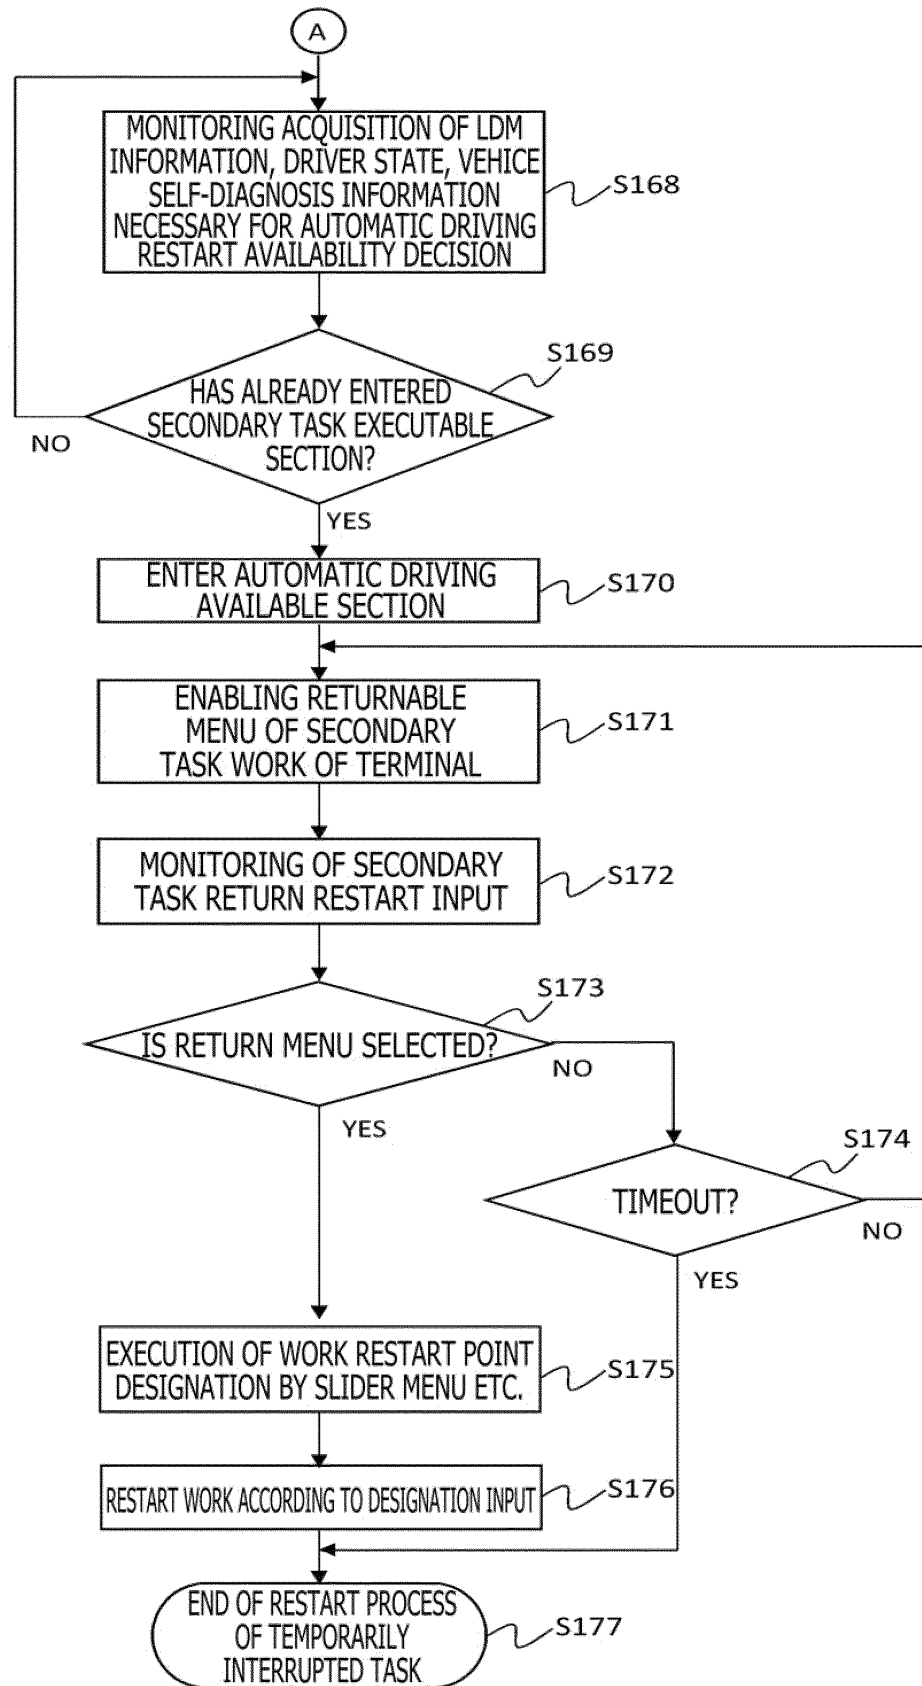 A
MONITORING ACQUISITION OF LDM
INFORMATION, DRIVER STATE, VEHICE
SELF-DIAGNOSIS INFORMATION
NECESSARY FOR AUTOMATIC DRIVING
RESTART AVAILABILITY DECISION
S168
S169
HAS ALREADY ENTERED
SECONDARY TASK EXECUTABLE
SECTION?
NO
YES
ENTER AUTOMATIC DRIVING
AVAILABLE SECTION
S170
ENABLING RETURNABLE
MENU OF SECONDARY
TASK WORK OF TERMINAL
S171
MONITORING OF SECONDARY
TASK RETURN RESTART INPUT
S172
S173
IS RETURN MENU SELECTED?
NO
YES
S174
TIMEOUT?
NO
YES
EXECUTION OF WORK RESTART POINT
DESIGNATION BY SLIDER MENU ETC.
S175
RESTART WORK ACCORDING TO DESIGNATION INPUT
S176
END OF RESTART PROCESS
OF TEMPORARILY
INTERRUPTED TASK
S177